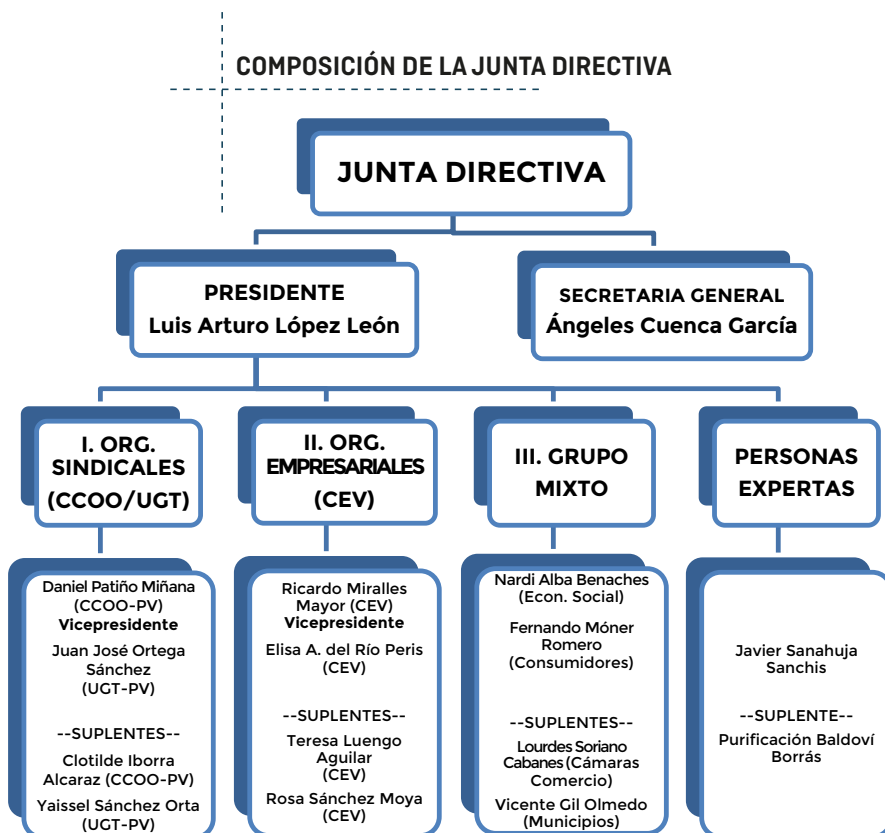 COMPOSICIÓN DE LA JUNTA DIRECTIVA
JUNTA DIRECTIVA
PRESIDENTE
Luis Arturo López León
SECRETARIA GENERAL
Ángeles Cuenca García
I. ORG.
SINDICALES
(CCOO/UGT)
II. ORG.
EMPRESARIALES
(CEV)
III. GRUPO
MIXTO
PERSONAS
EXPERTAS
Daniel Patiño Miñana
(CCOO-PV)
Vicepresidente
Juan José Ortega
Sánchez
(UGT-PV)
--SUPLENTES--
Clotilde Iborra
Alcaraz (CCOO-PV)
Yaissel Sánchez Orta
(UGT-PV)
Ricardo Miralles
Mayor (CEV)
Vicepresidente
Elisa A. del Río Peris
(CEV)
--SUPLENTES--
Teresa Luengo
Aguilar
(CEV)
Rosa Sánchez Moya
(CEV)
Nardi Alba Benaches
(Econ. Social)
Fernando Móner
Romero
(Consumidores)
--SUPLENTES--
Lourdes Soriano
Cabanes (Cámaras
Comercio)
Vicente Gil Olmedo
(Municipios)
Javier Sanahuja
Sanchis
--SUPLENTE--
Purificación Baldoví
Borrás